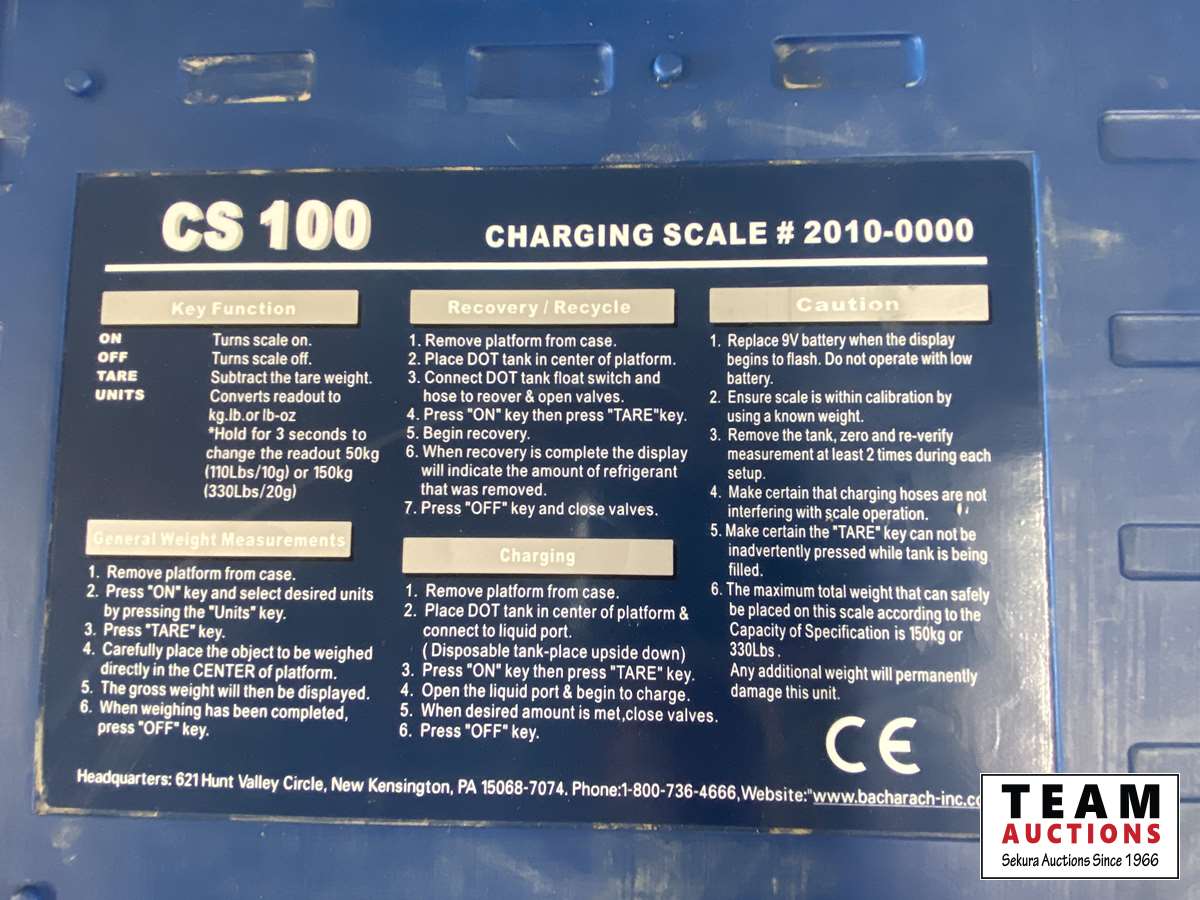 CS 100
CHARGING SCALE # 2010-0000
Key Function
ON Turns scale on.
OFF Turns scale off.
TARE Subtract the tare weight.
UNITS Converts readout to
kg.lb.or lb-oz
*Hold for 3 seconds to
change the readout 50kg
(110Lbs/10g) or 150kg
(330Lbs/20g)
General Weight Measurements
1. Remove platform from case.
2. Press "ON" key and select desired units
by pressing the "Units" key.
3. Press "TARE" key.
4. Carefully place the object to be weighed
directly in the CENTER of platform.
5. The gross weight will then be displayed.
6. When weighing has been completed,
press "OFF" key.
Recovery / Recycle
1. Remove platform from case.
2. Place DOT tank in center of platform.
3. Connect DOT tank float switch and
hose to reover & open valves.
4. Press "ON" key then press "TARE"key.
5. Begin recovery.
6. When recovery is complete the display
will indicate the amount of refrigerant
that was removed.
7. Press "OFF" key and close valves.
Charging
1. Remove platform from case.
2. Place DOT tank in center of platform &
connect to liquid port.
( Disposable tank-place upside down)
3. Press "ON" key then press "TARE" key.
4. Open the liquid port & begin to charge.
5. When desired amount is met,close valves.
6. Press "OFF" key.
Caution
1. Replace 9V battery when the display
begins to flash. Do not operate with low
battery.
2. Ensure scale is within calibration by
using a known weight.
3. Remove the tank, zero and re-verify
measurement at least 2 times during each
setup.
4. Make certain that charging hoses are not
interfering with scale operation.
5. Make certain the "TARE" key can not be
inadvertently pressed while tank is being
filled.
6. The maximum total weight that can safely
be placed on this scale according to the
Capacity of Specification is 150kg or
330Lbs.
Any additional weight will permanently
damage this unit.
CE
Headquarters: 621 Hunt Valley Circle, New Kensington, PA 15068-7074. Phone:1-800-736-4666,Website:"www.bacharach-inc.co
TEAM
AUCTIONS
Sekura Auctions Since 1966